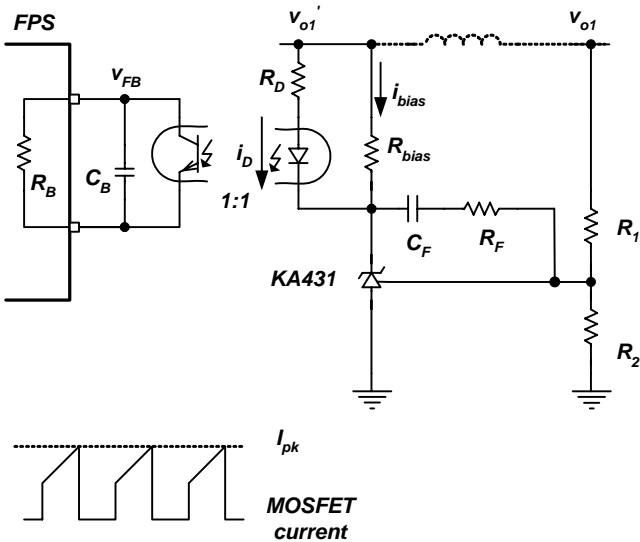 FPS
v_FB
R_B
C_B
1:1
i_D
R_D
v_o1'
v_o1
i_bias
R_bias
C_F
R_F
KA431
R_1
R_2
I_pk
MOSFET
current